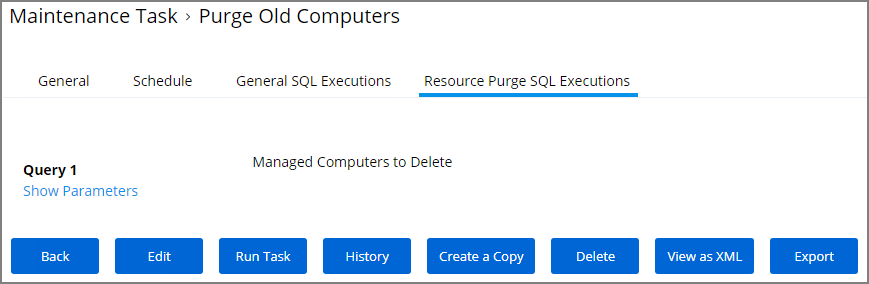 Maintenance Task › Purge Old Computers
General Schedule General SQL Executions Resource Purge SQL Executions
Managed Computers to Delete
Query 1
Show Parameters
Back Edit Run Task History Create a Copy Delete View as XML Export